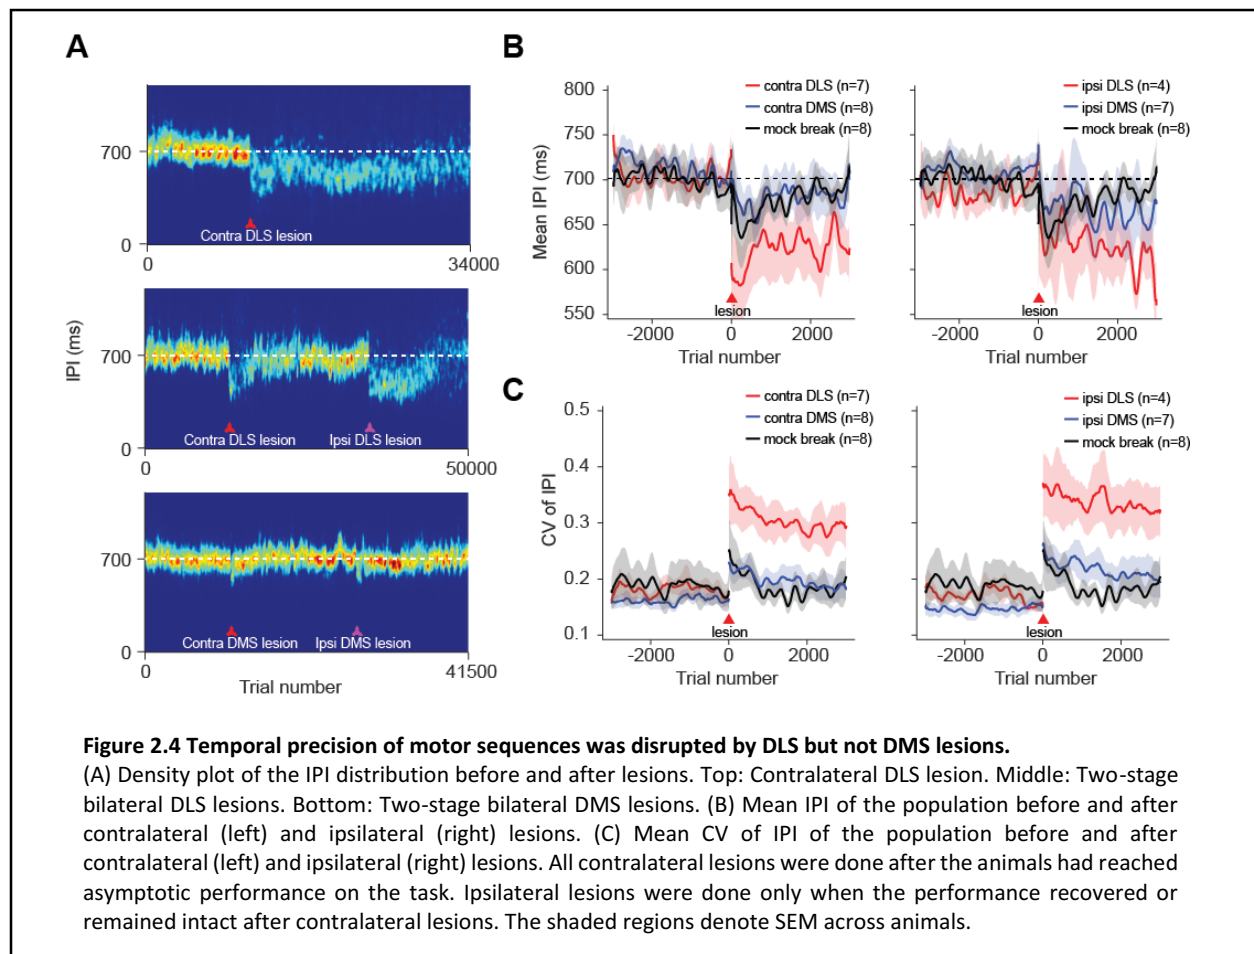 A
700
0
Contra DLS lesion
0
34000
700
0
Contra DLS lesion
Ipsi DLS lesion
0
50000
700
0
Contra DMS lesion
Ipsi DMS lesion
0
41500
IPI (ms)
Trial number
B
800
750
700
650
600
550
Mean IPI (ms)
contra DLS (n=7)
contra DMS (n=8)
mock break (n=8)
lesion
-2000
0
2000
Trial number
ipsi DLS (n=4)
ipsi DMS (n=7)
mock break (n=8)
lesion
-2000
0
2000
Trial number
C
0.5
0.4
0.3
0.2
0.1
CV of IPI
contra DLS (n=7)
contra DMS (n=8)
mock break (n=8)
lesion
-2000
0
2000
Trial number
ipsi DLS (n=4)
ipsi DMS (n=7)
mock break (n=8)
lesion
-2000
0
2000
Trial number
Figure 2.4 Temporal precision of motor sequences was disrupted by DLS but not DMS lesions.
(A) Density plot of the IPI distribution before and after lesions. Top: Contralateral DLS lesion. Middle: Two-stage
bilateral DLS lesions. Bottom: Two-stage bilateral DMS lesions. (B) Mean IPI of the population before and after
contralateral (left) and ipsilateral (right) lesions. (C) Mean CV of IPI of the population before and after
contralateral (left) and ipsilateral (right) lesions. All contralateral lesions were done after the animals had reached
asymptotic performance on the task. Ipsilateral lesions were done only when the performance recovered or
remained intact after contralateral lesions. The shaded regions denote SEM across animals.